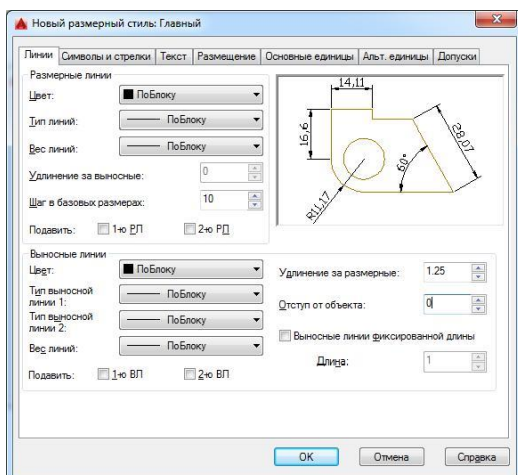 Новый размерный стиль: Главный
Линии Символы и стрелки Текст Размещение Основные единицы Альт. единицы Допуски
Размерные линии
Цвет: ПоБлоку
Тип линий: ПоБлоку
Вес линий: ПоБлоку
Удлинение за выносные: 0
Шаг в базовых размерах: 10
Подавить: 1-ю РЛ 2-ю РЛ
14,11
16,6
28,07
60°
R11,17
Выносные линии
Цвет: ПоБлоку
Тип выносной линии 1: ПоБлоку
Тип выносной линии 2: ПоБлоку
Вес линий: ПоБлоку
Подавить: 1-ю ВЛ 2-ю ВЛ
Удлинение за размерные: 1.25
Отступ от объекта: 0
Выносные линии фиксированной длины
Длина: 1
ОК Отмена Справка